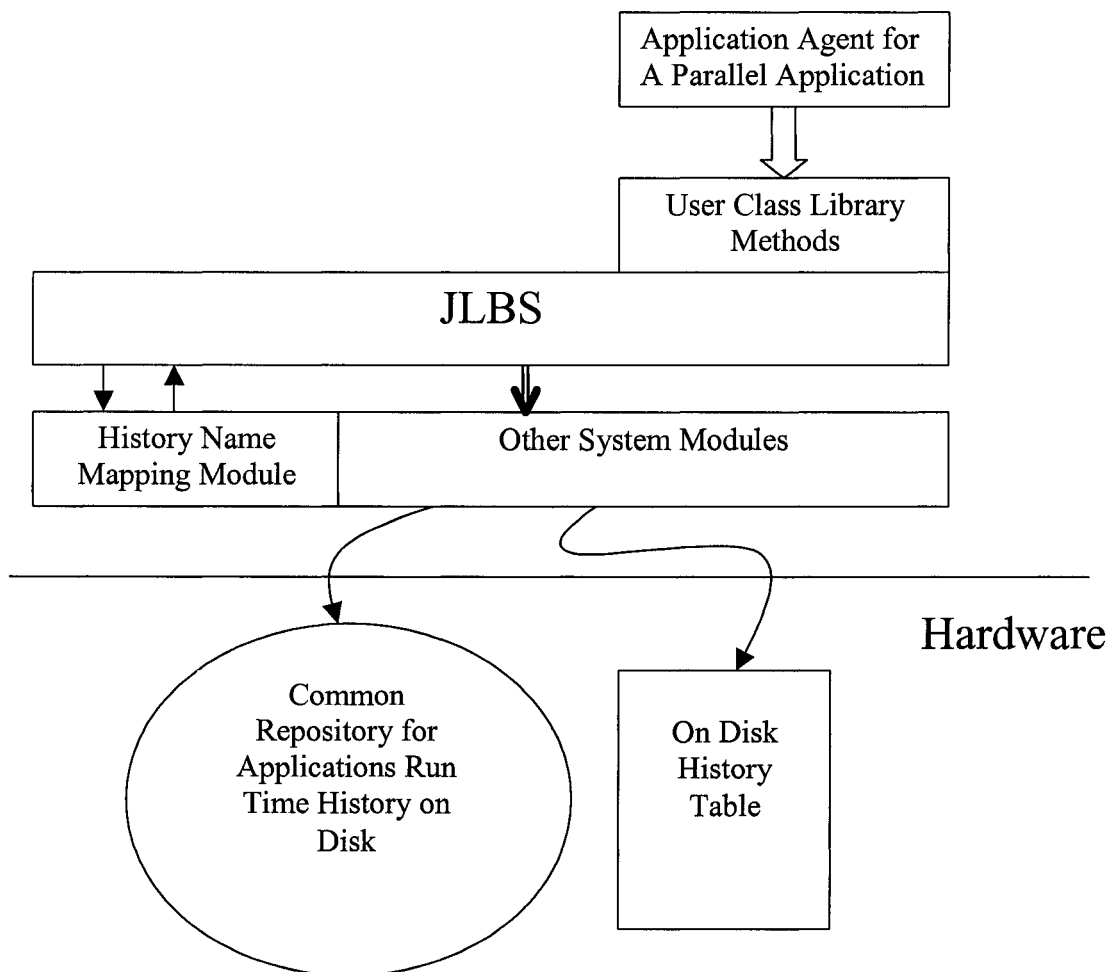 Application Agent for
A Parallel Application
User Class Library
Methods
JLBS
History Name
Mapping Module
Other System Modules
Hardware
Common
Repository for
Applications Run
Time History on
Disk
On Disk
History
Table